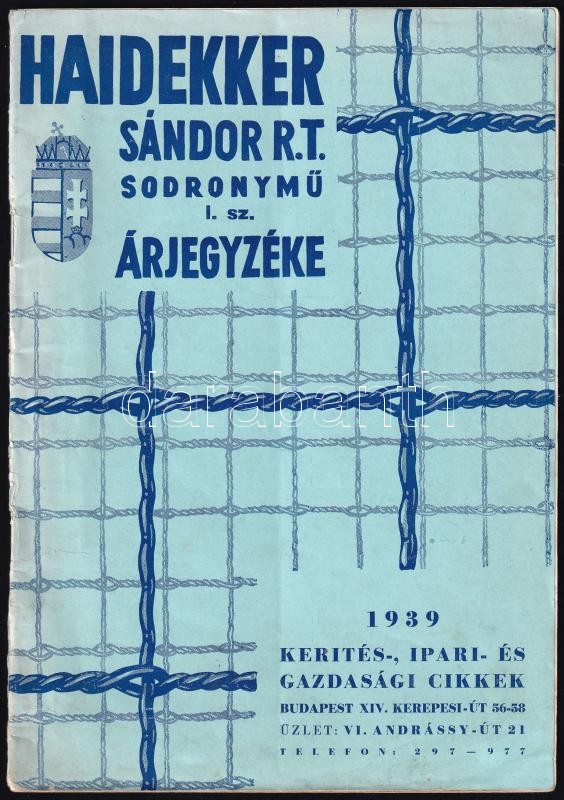 HAIDEKKER
SÁNDOR R.T.
SODRONYMŰ
I. sz.
ÁRJEGYZÉKE
darabanth
1939
KERITÉS-, IPARI- ÉS
GAZDASÁGI CIKKEK
BUDAPEST XIV. KEREPESI-ÚT 56-58
ÜZLET: VI. ANDRÁSSY-ÚT 21
TELEFON: 297—977